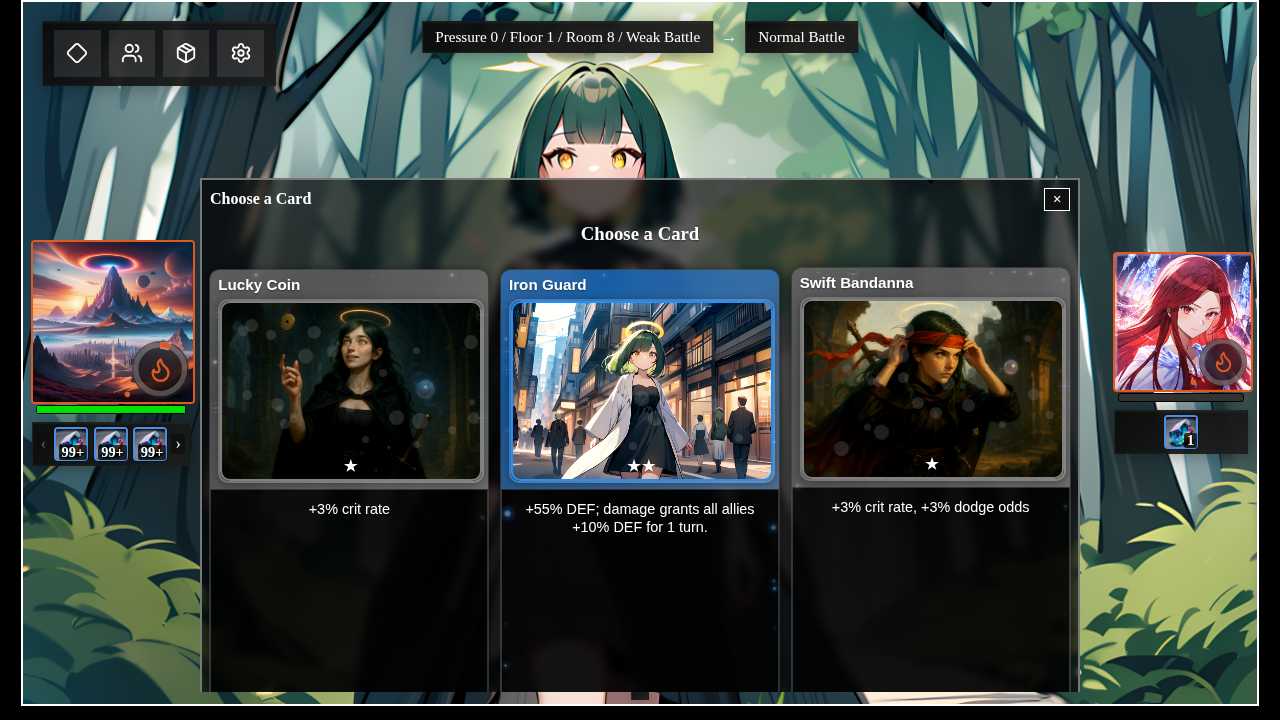 Pressure 0 / Floor 1 / Room 8 / Weak Battle → Normal Battle
Choose a Card ×
Choose a Card
Lucky Coin
+3% crit rate
Iron Guard
+55% DEF; damage grants all allies
+10% DEF for 1 turn.
Swift Bandanna
+3% crit rate, +3% dodge odds
‹ 99+ 99+ 99+ ›
1